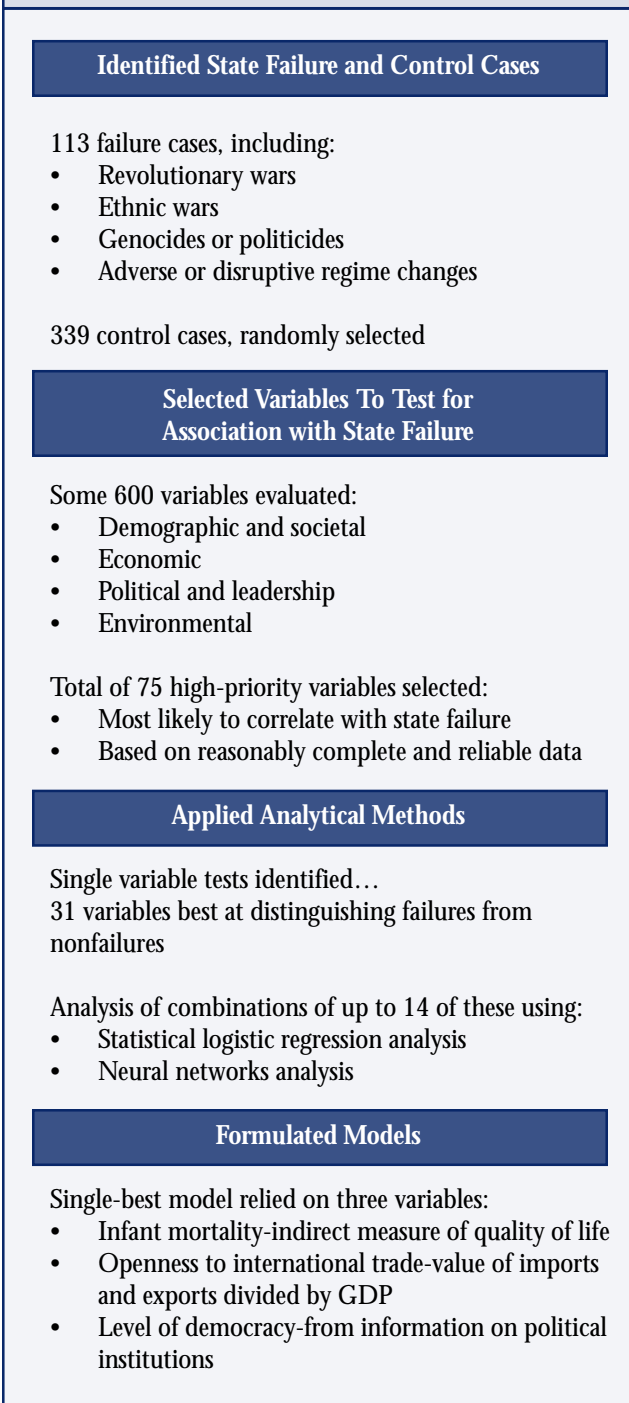 Identified State Failure and Control Cases
113 failure cases, including:
• Revolutionary wars
• Ethnic wars
• Genocides or politicides
• Adverse or disruptive regime changes
339 control cases, randomly selected
Selected Variables To Test for
Association with State Failure
Some 600 variables evaluated:
• Demographic and societal
• Economic
• Political and leadership
• Environmental
Total of 75 high-priority variables selected:
• Most likely to correlate with state failure
• Based on reasonably complete and reliable data
Applied Analytical Methods
Single variable tests identified…
31 variables best at distinguishing failures from
nonfailures
Analysis of combinations of up to 14 of these using:
• Statistical logistic regression analysis
• Neural networks analysis
Formulated Models
Single-best model relied on three variables:
• Infant mortality-indirect measure of quality of life
• Openness to international trade-value of imports
and exports divided by GDP
• Level of democracy-from information on political
institutions